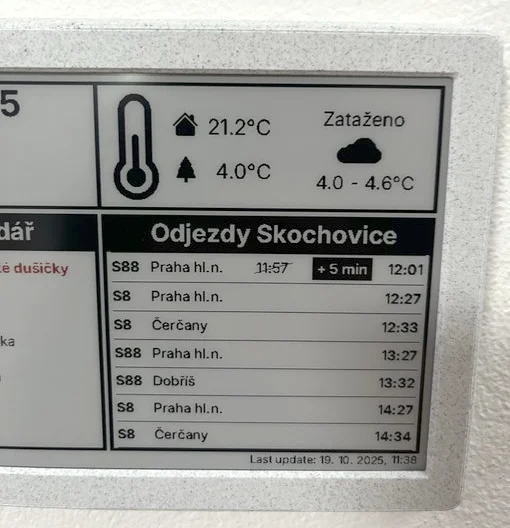 5
21.2°C
Zataženo
4.0°C
4.0 - 4.6°C
dář
é dušičky
ka
Odjezdy Skochovice
S88 Praha hl.n. 11:57 + 5 min 12:01
S8 Praha hl.n. 12:27
S8 Čerčany 12:33
S88 Praha hl.n. 13:27
S88 Dobříš 13:32
S8 Praha hl.n. 14:27
S8 Čerčany 14:34
Last update: 19. 10. 2025, 11:38